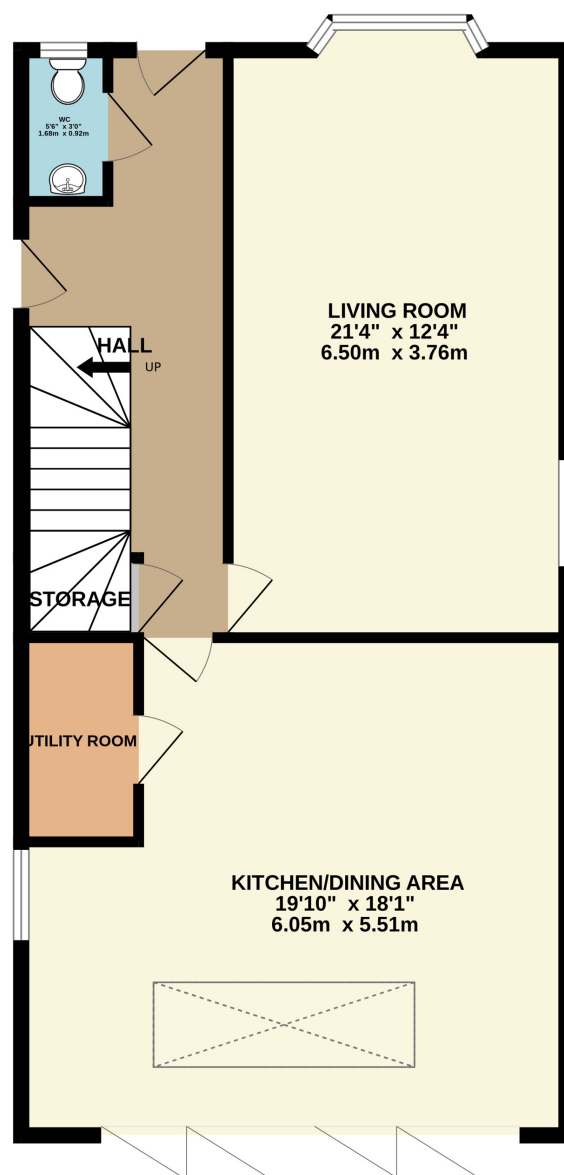 WC
5'6" x 3'0"
1.68m x 0.92m
LIVING ROOM
21'4" x 12'4"
6.50m x 3.76m
HALL
UP
STORAGE
UTILITY ROOM
KITCHEN/DINING AREA
19'10" x 18'1"
6.05m x 5.51m